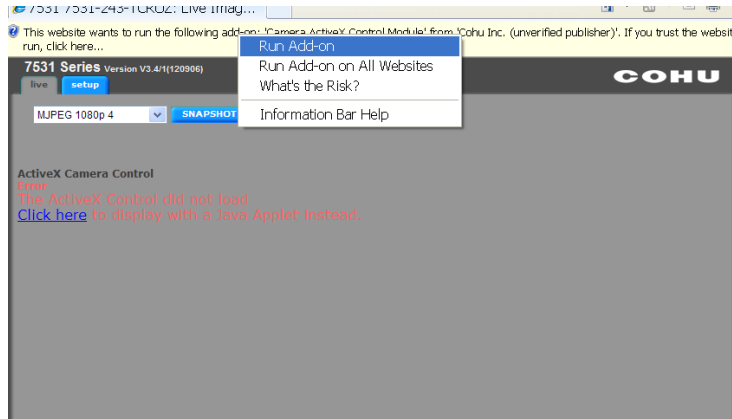 7531 7531-243-TCROZ: Live Imag...
This website wants to run the following add-on: 'Camera ActiveX Control Module' from 'Cohu Inc. (unverified publisher)'. If you trust the websit
run, click here...
Run Add-on
Run Add-on on All Websites
What's the Risk?
Information Bar Help
7531 Series Version V3.4/1(120906)
COHU
live setup
MJPEG 1080p 4 SNAPSHOT
ActiveX Camera Control
Error
The ActiveX Control did not load
Click here to display with a Java Applet instead.